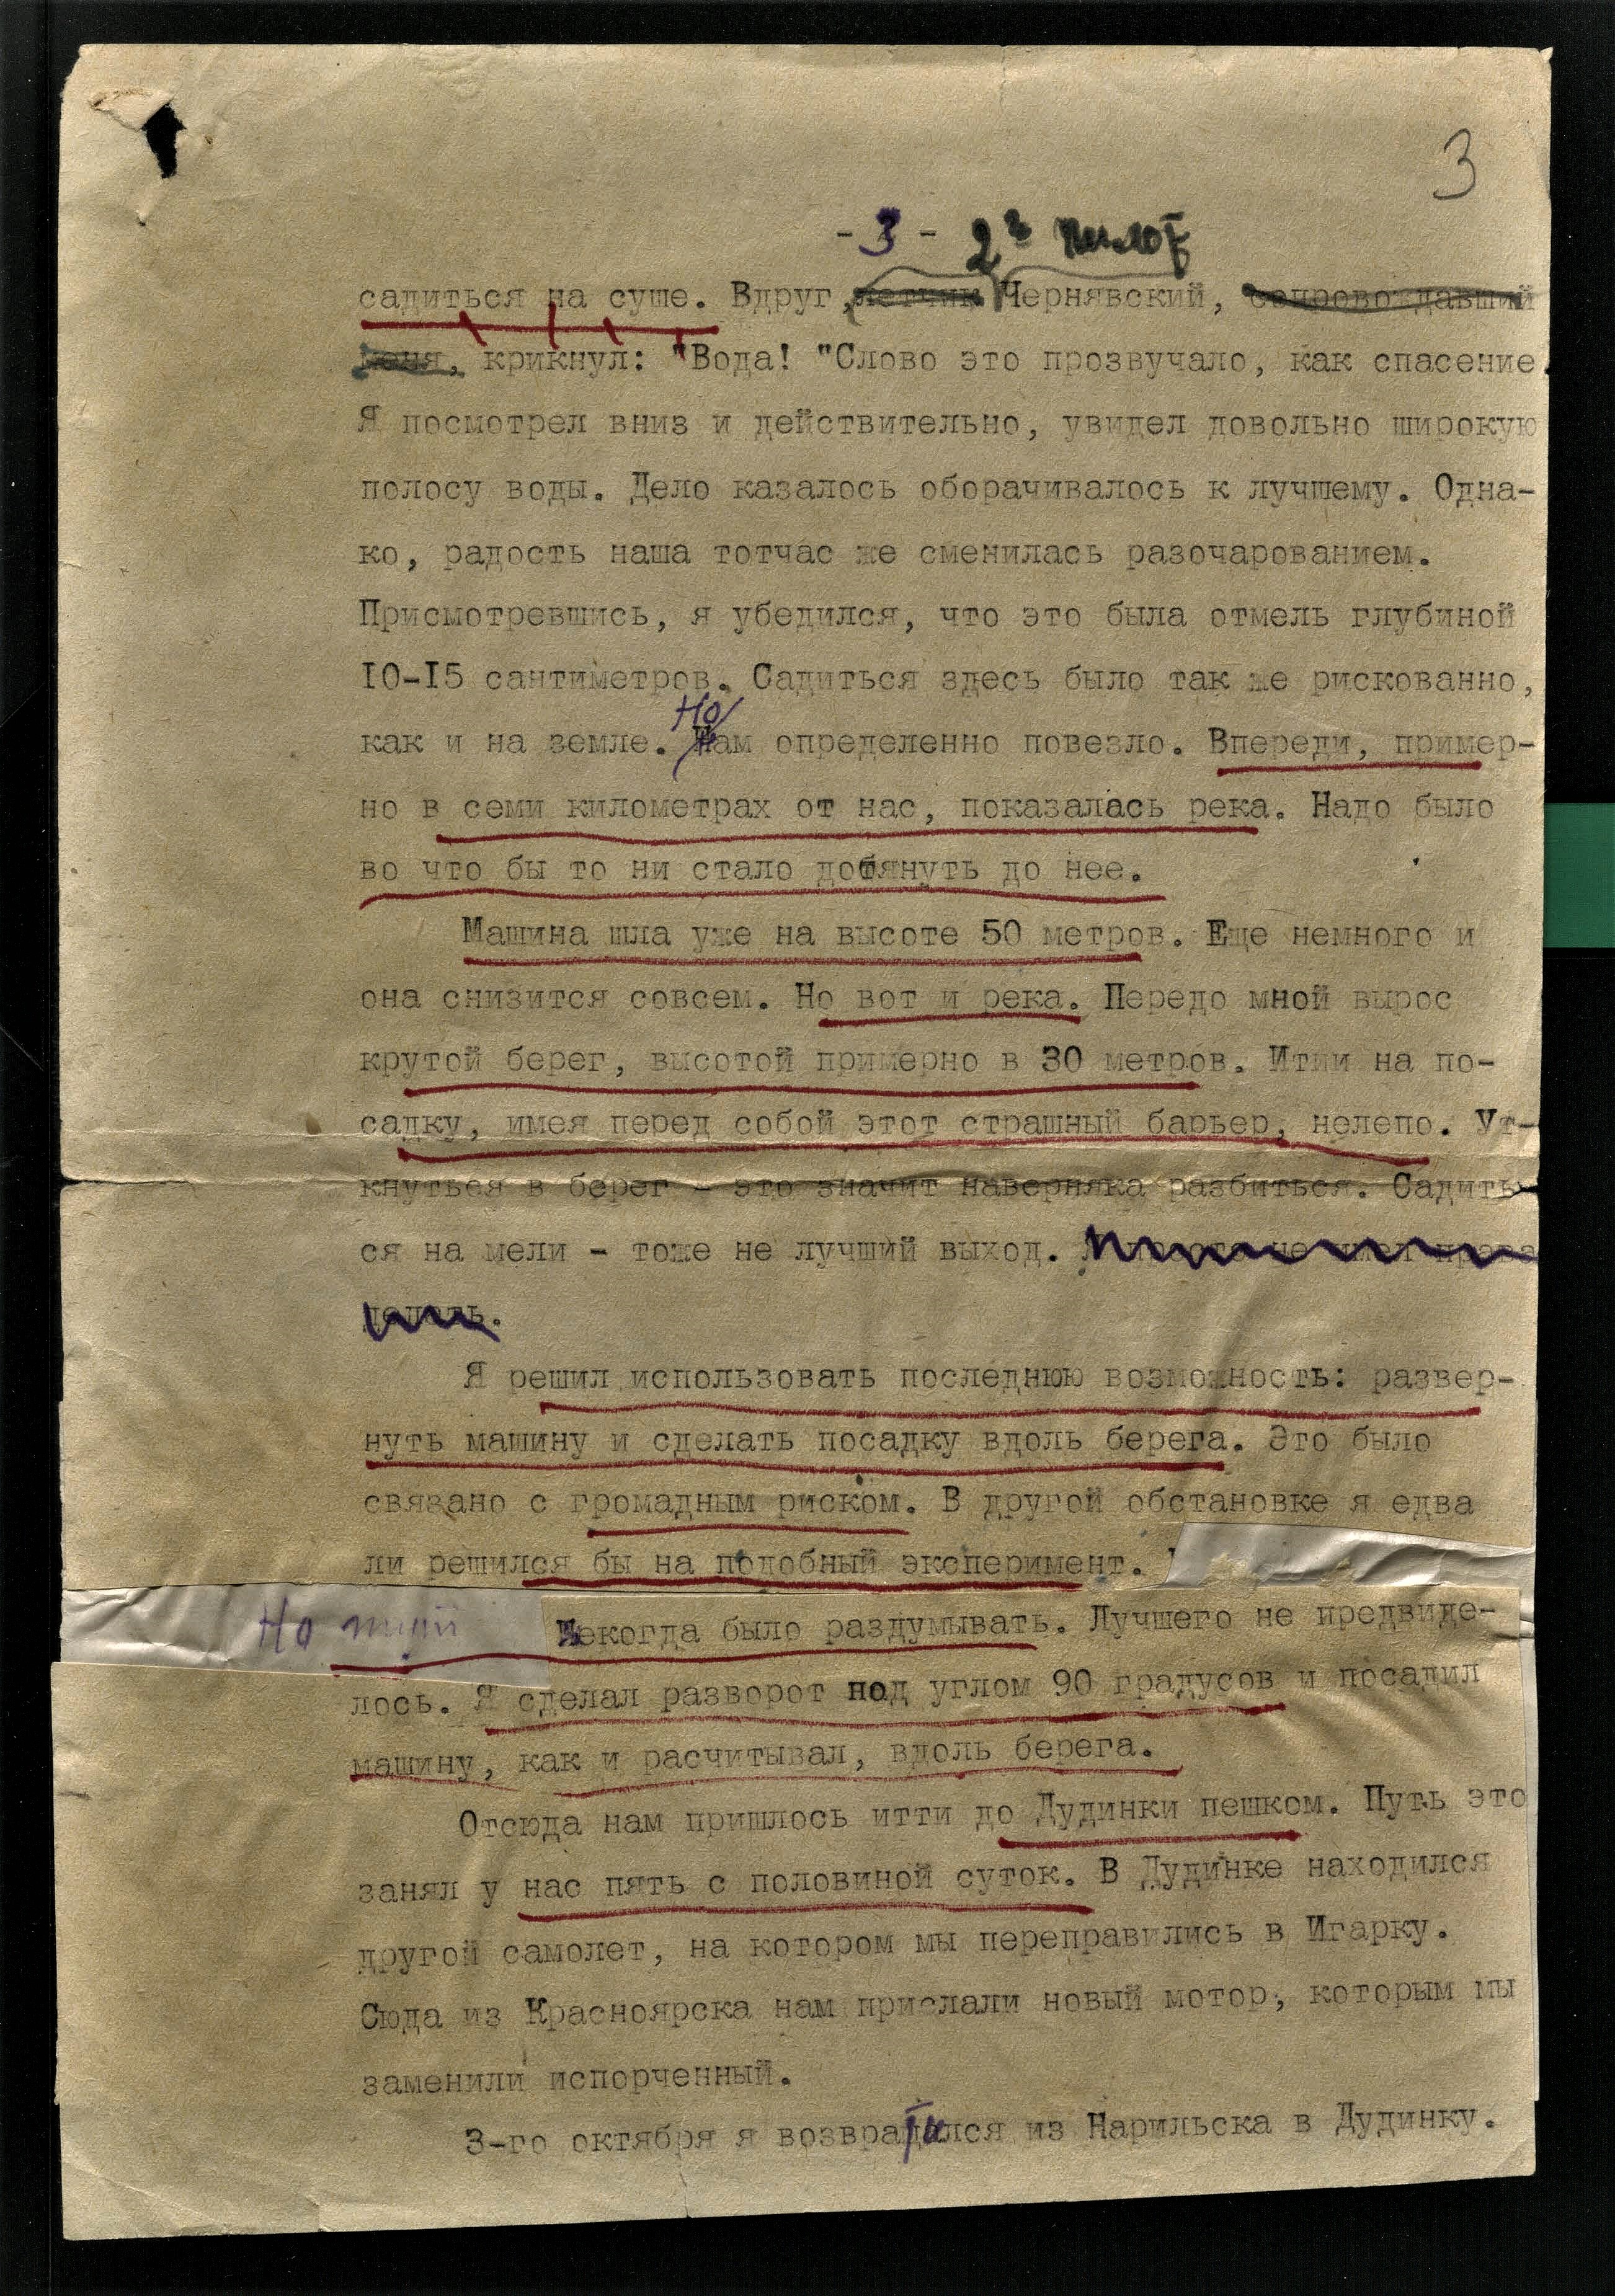 3
-3- 2й пилот
садиться на суше. Вдруг, летчик Чернявский, сопровождавший
меня, крикнул: "Вода! "Слово это прозвучало, как спасение.
Я посмотрел вниз и действительно, увидел довольно широкую
полосу воды. Дело казалось оборачивалось к лучшему. Одна-
ко, радость наша тотчас же сменилась разочарованием.
Присмотревшись, я убедился, что это была отмель глубиной
10-15 сантиметров. Садиться здесь было так же рискованно,
Но
как и на земле. Нам определенно повезло. Впереди, пример-
но в семи километрах от нас, показалась река. Надо было
во что бы то ни стало дотянуть до нее.
Машина шла уже на высоте 50 метров. Еще немного и
она снизится совсем. Но вот и река. Передо мной вырос
крутой берег, высотой примерно в 30 метров. Итти на по-
садку, имея перед собой этот страшный барьер, нелепо. Ут-
кнуться в берег - это значит наверняка разбиться. Садить-
ся на мели - тоже не лучший выход.
Я решил использовать последнюю возможность: развер-
нуть машину и сделать посадку вдоль берега. Это было
связано с громадным риском. В другой обстановке я едва
ли решился бы на подобный эксперимент.
Но тут некогда было раздумывать. Лучшего не предвиде-
лось. Я сделал разворот под углом 90 градусов и посадил
машину, как и расчитывал, вдоль берега.
Отсюда нам пришлось итти до Дудинки пешком. Путь это
занял у нас пять с половиной суток. В Дудинке находился
другой самолет, на котором мы переправились в Игарку.
Сюда из Красноярска нам прислали новый мотор, которым мы
заменили испорченный.
3-го октября я возвратился из Нарильска в Дудинку.